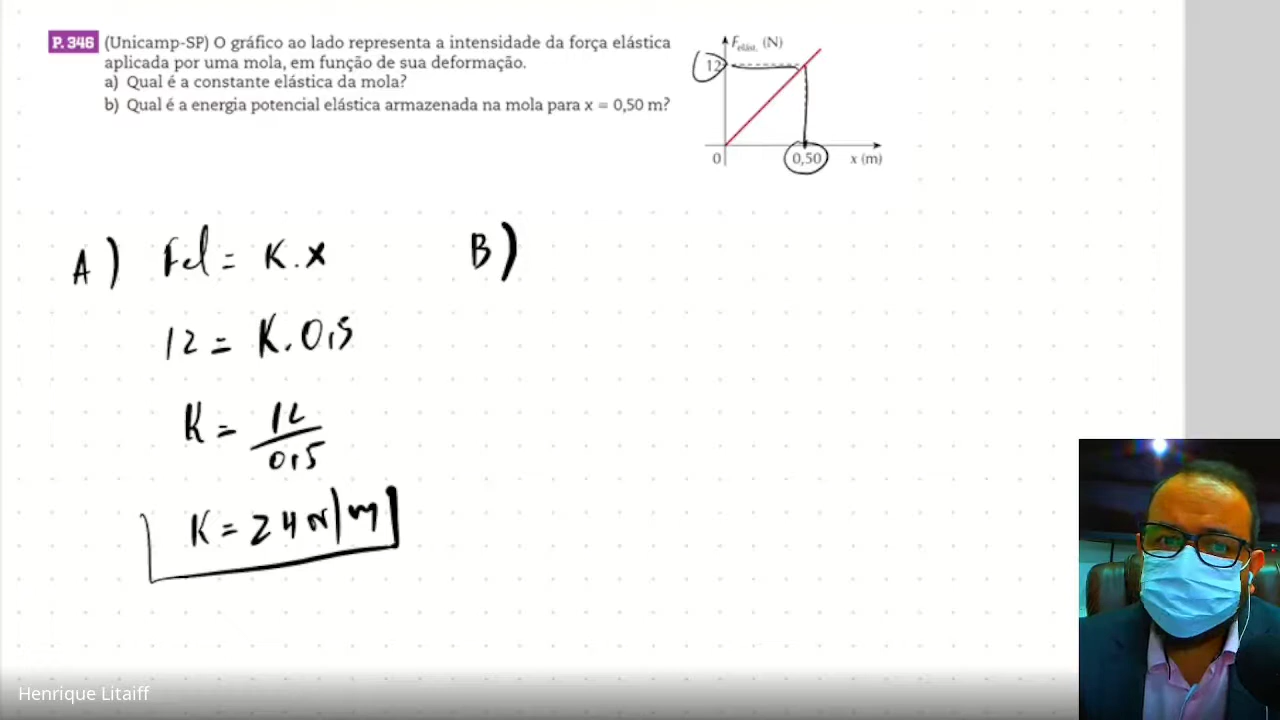 P. 346 (Unicamp-SP) O gráfico ao lado representa a intensidade da força elástica
aplicada por uma mola, em função de sua deformação.
a) Qual é a constante elástica da mola?
b) Qual é a energia potencial elástica armazenada na mola para x = 0,50 m?
Felást. (N)
12
0
0,50
x (m)
A) Fel = K.x
12 = K.0,5
K = 12
0,5
K = 24 N/m
B)
Henrique Litaiff